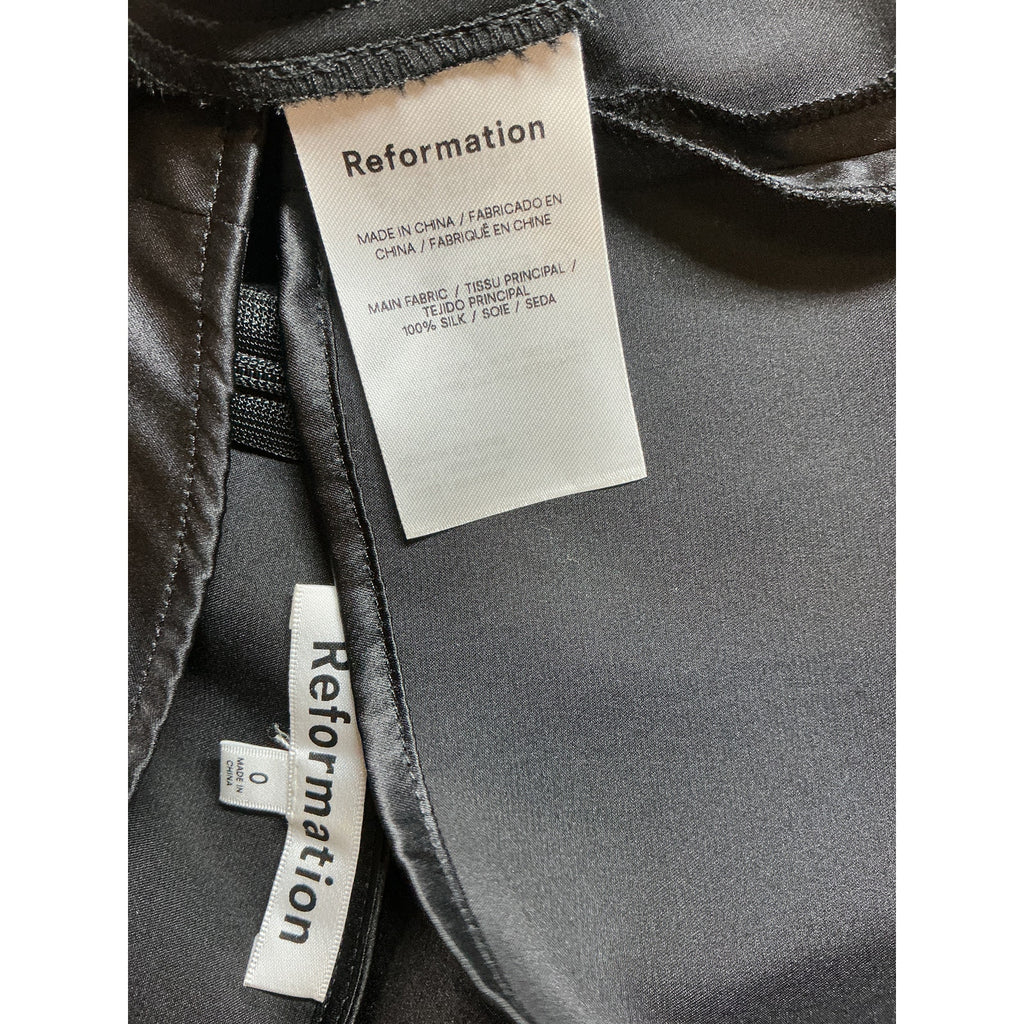 Reformation
MADE IN CHINA / FABRICADO EN
CHINA / FABRIQUÉ EN CHINE
MAIN FABRIC / TISSU PRINCIPAL /
TEJIDO PRINCIPAL
100% SILK / SOIE / SEDA
Reformation
0
MADE IN
CHINA